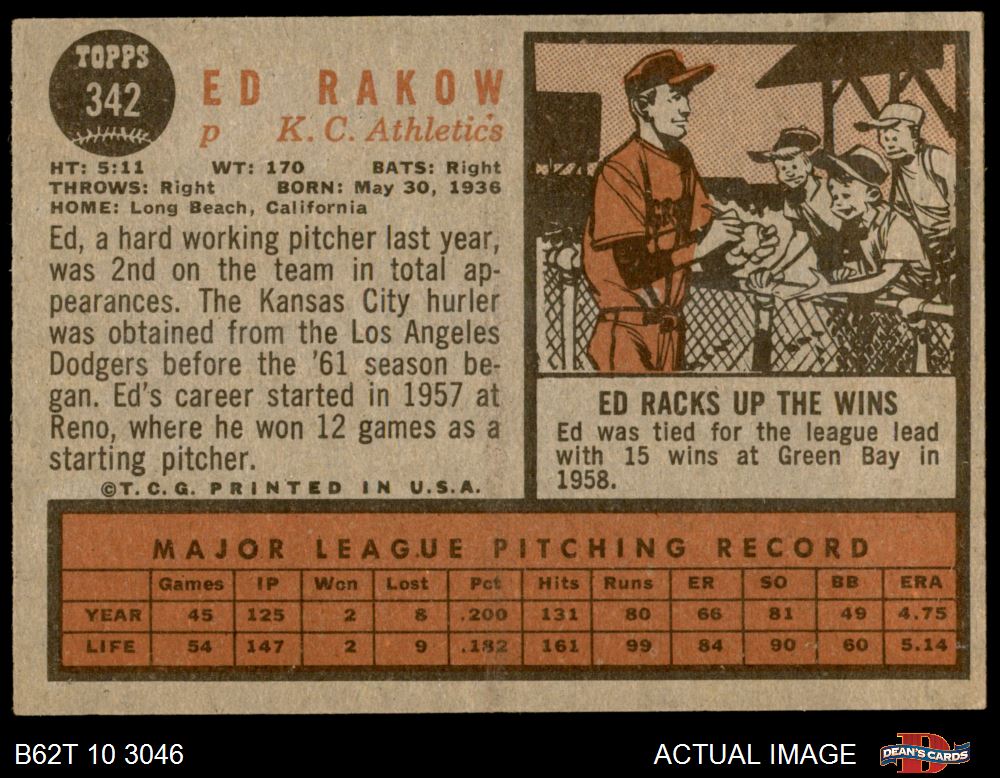 TOPPS
342
ED RAKOW
p K. C. Athletics
HT: 5:11 WT: 170 BATS: Right
THROWS: Right BORN: May 30, 1936
HOME: Long Beach, California
Ed, a hard working pitcher last year,
was 2nd on the team in total ap-
pearances. The Kansas City hurler
was obtained from the Los Angeles
Dodgers before the '61 season be-
gan. Ed's career started in 1957 at
Reno, where he won 12 games as a
starting pitcher.
©T. C. G. PRINTED IN U. S. A.
ED RACKS UP THE WINS
Ed was tied for the league lead
with 15 wins at Green Bay in
1958.
MAJOR LEAGUE PITCHING RECORD
Games IP Won Lost Pct Hits Runs ER SO BB ERA
YEAR 45 125 2 8 .200 131 80 66 81 49 4.75
LIFE 54 147 2 9 .182 161 99 84 90 60 5.14
B62T 10 3046 ACTUAL IMAGE DEAN'S CARDS